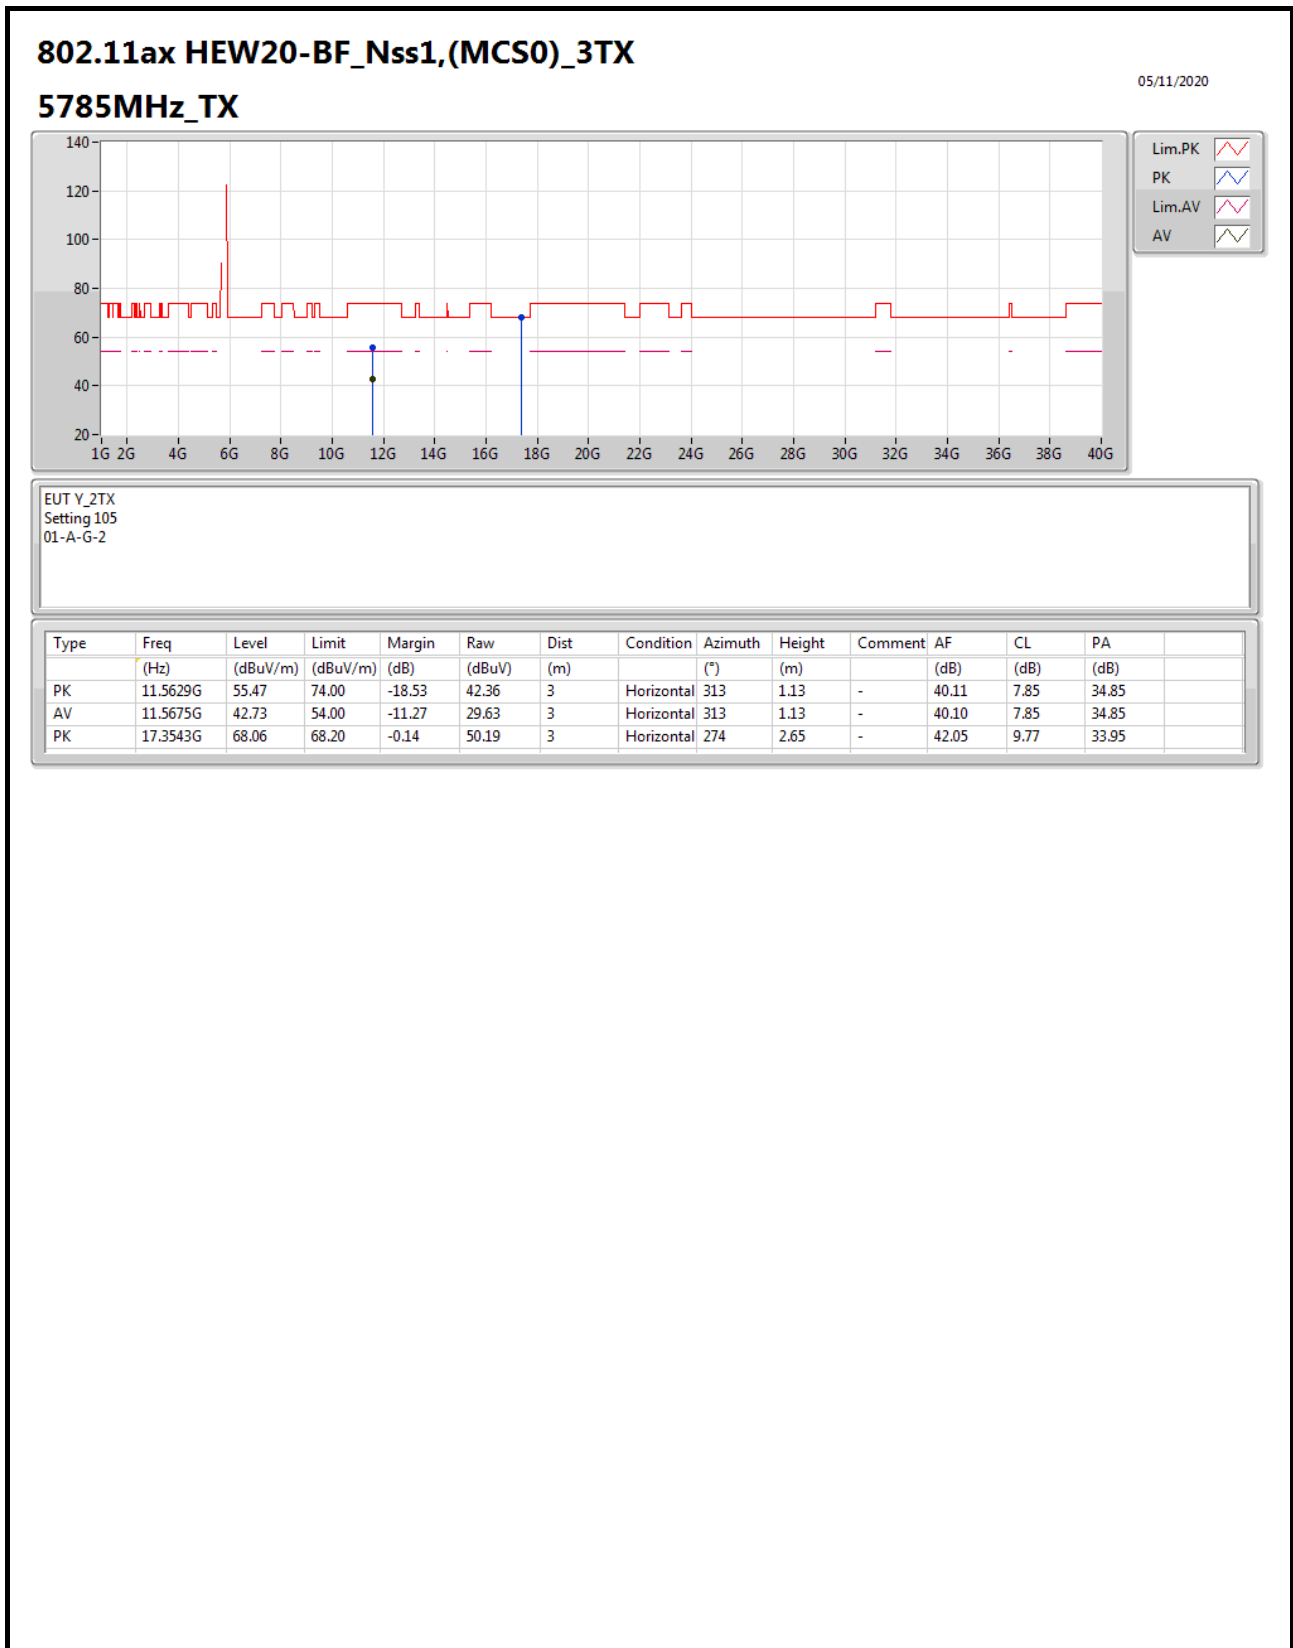 802.11ax HEW20-BF_Nss1,(MCS0)_3TX
05/11/2020
5785MHz_TX
140
120
100
80
60
40
20
1G 2G 4G 6G 8G 10G 12G 14G 16G 18G 20G 22G 24G 26G 28G 30G 32G 34G 36G 38G 40G
Lim.PK
PK
Lim.AV
AV
EUT Y_2TX
Setting 105
01-A-G-2
Type Freq Level Limit Margin Raw Dist Condition Azimuth Height Comment AF CL PA
(Hz) (dBuV/m) (dBuV/m) (dB) (dBuV) (m) (°) (m) (dB) (dB) (dB)
PK 11.5629G 55.47 74.00 -18.53 42.36 3 Horizontal 313 1.13 - 40.11 7.85 34.85
AV 11.5675G 42.73 54.00 -11.27 29.63 3 Horizontal 313 1.13 - 40.10 7.85 34.85
PK 17.3543G 68.06 68.20 -0.14 50.19 3 Horizontal 274 2.65 - 42.05 9.77 33.95